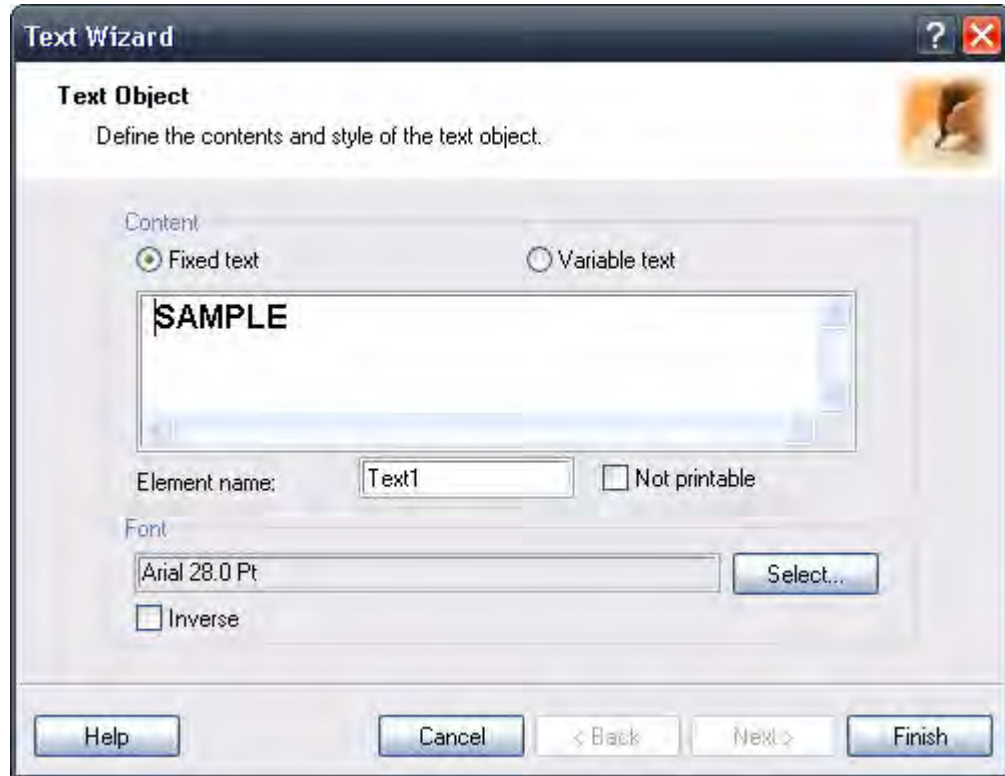 Text Wizard ?
Text Object
Define the contents and style of the text object.
Content
Fixed text Variable text
SAMPLE
Element name: Text1 Not printable
Font
Arial 28.0 Pt Select...
Inverse
Help Cancel < Back Next > Finish